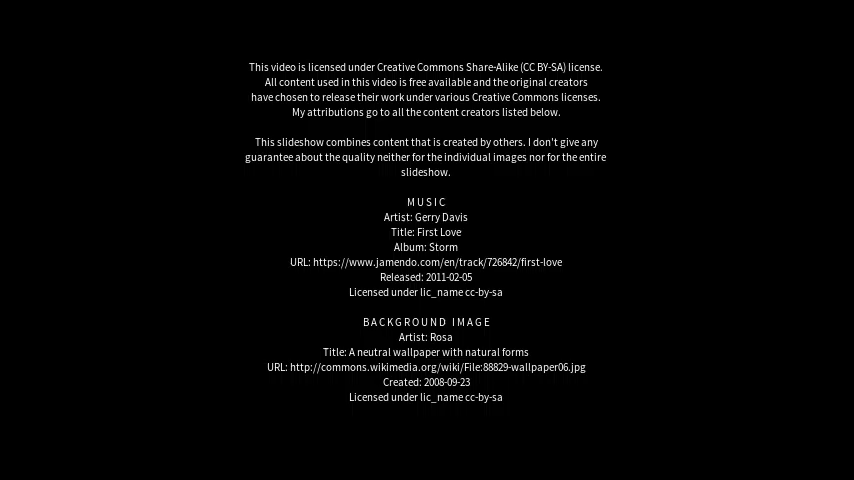 This video is licensed under Creative Commons Share-Alike (CC BY-SA) license.
All content used in this video is free available and the original creators
have chosen to release their work under various Creative Commons licenses.
My attributions go to all the content creators listed below.
This slideshow combines content that is created by others. I don't give any
guarantee about the quality neither for the individual images nor for the entire
slideshow.
MUSIC
Artist: Gerry Davis
Title: First Love
Album: Storm
URL: https://www.jamendo.com/en/track/726842/first-love
Released: 2011-02-05
Licensed under lic_name cc-by-sa
BACKGROUND IMAGE
Artist: Rosa
Title: A neutral wallpaper with natural forms
URL: http://commons.wikimedia.org/wiki/File:88829-wallpaper06.jpg
Created: 2008-09-23
Licensed under lic_name cc-by-sa